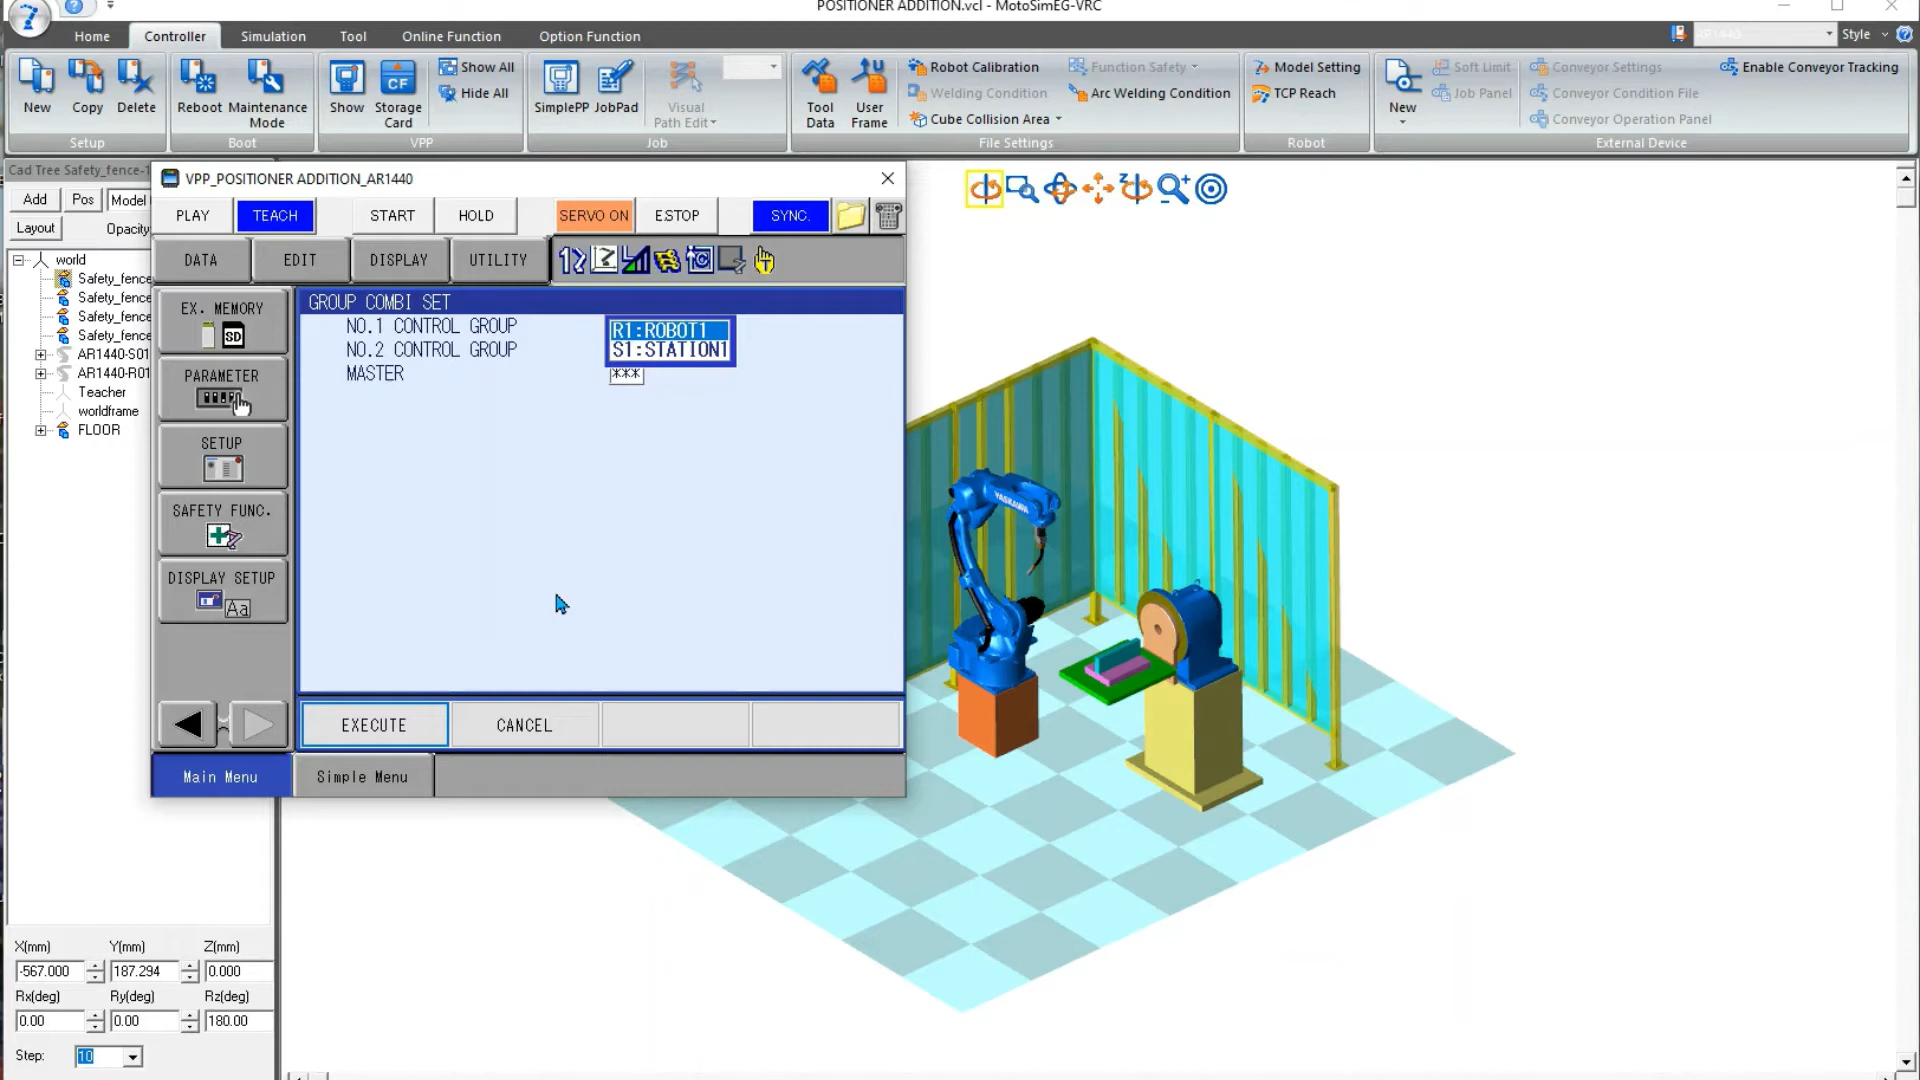 POSITIONER ADDITION.vcl - MotoSimEG-VRC
Home Controller Simulation Tool Online Function Option Function
AR1440 Style
New Copy Delete Reboot Maintenance Mode Show Storage Card
CF
Show All
Hide All
SimplePP JobPad Visual Path Edit
Tool Data User Frame
Robot Calibration
Welding Condition
Cube Collision Area
Function Safety
Arc Welding Condition
Model Setting
TCP Reach
New
Soft Limit
Job Panel
Conveyor Settings
Conveyor Condition File
Conveyor Operation Panel
Enable Conveyor Tracking
Setup Boot VPP Job File Settings Robot External Device
Cad Tree Safety_fence-1
Add Pos Model
Layout Opacity
world
Safety_fence
Safety_fence
Safety_fence
Safety_fence
AR1440-S01
AR1440-R01
Teacher
worldframe
FLOOR
X(mm) Y(mm) Z(mm)
-567.000 187.294 0.000
Rx(deg) Ry(deg) Rz(deg)
0.00 0.00 180.00
Step: 10
VPP_POSITIONER ADDITION_AR1440
PLAY TEACH START HOLD SERVO ON E.STOP SYNC.
DATA EDIT DISPLAY UTILITY
EX. MEMORY
SD
PARAMETER
SETUP
SAFETY FUNC.
DISPLAY SETUP
Aa
GROUP COMBI SET
NO.1 CONTROL GROUP R1:ROBOT1
NO.2 CONTROL GROUP S1:STATION1
MASTER ***
EXECUTE CANCEL
Main Menu Simple Menu
YASKAWA